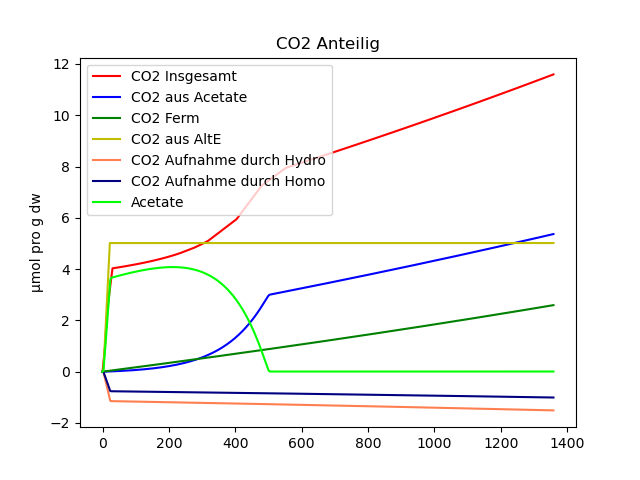 CO2 Anteilig
µmol pro g dw
12
10
8
6
4
2
0
−2
CO2 Insgesamt
CO2 aus Acetate
CO2 Ferm
CO2 aus AltE
CO2 Aufnahme durch Hydro
CO2 Aufnahme durch Homo
Acetate
0 200 400 600 800 1000 1200 1400